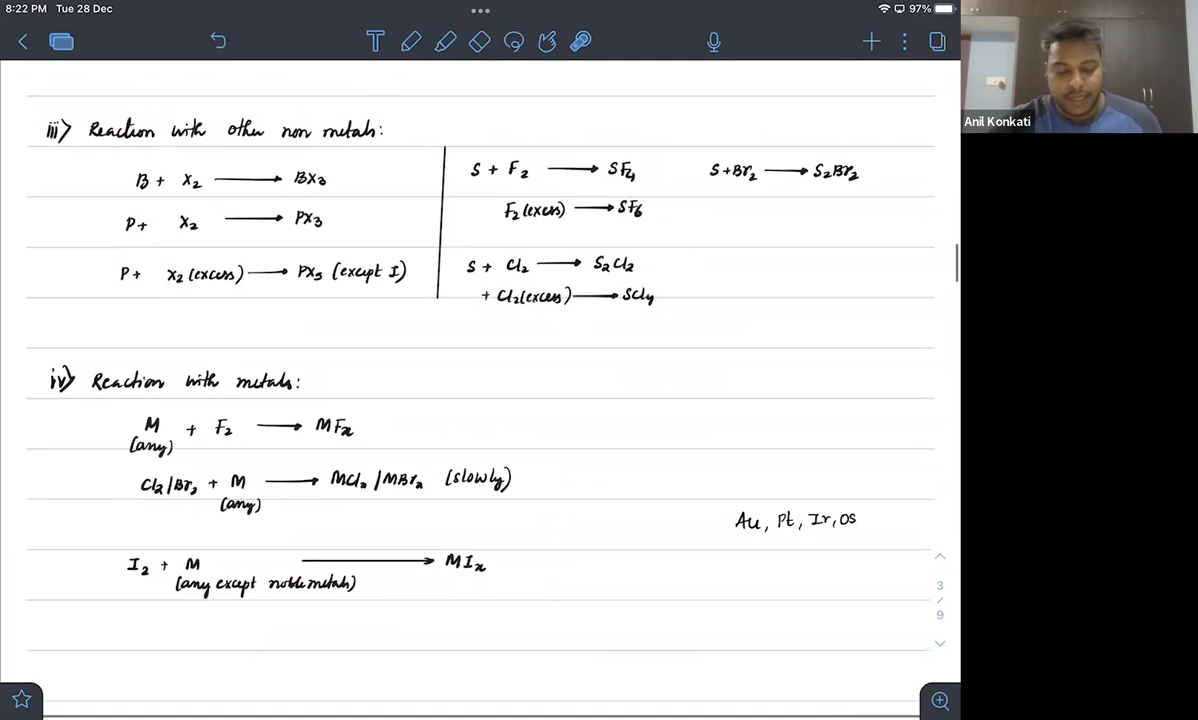 8:22 PM Tue 28 Dec
97%
Anil Konkati
iii) Reaction with other non metals:
B + X₂ ⟶ BX₃
P + X₂ ⟶ PX₃
P + X₂ (excess) ⟶ PX₅ (except I)
S + F₂ ⟶ SF₄
F₂ (excess) ⟶ SF₆
S + Cl₂ ⟶ S₂Cl₂
+ Cl₂ (excess) ⟶ SCl₄
S + Br₂ ⟶ S₂Br₂
iv) Reaction with metals:
M + F₂ ⟶ MFₓ
(any)
Cl₂/Br₂ + M ⟶ MClₓ/MBrₓ (slowly)
(any)
Au, Pt, Ir, Os
I₂ + M ⟶ MIₓ
(any except noble metals)
3
/
9